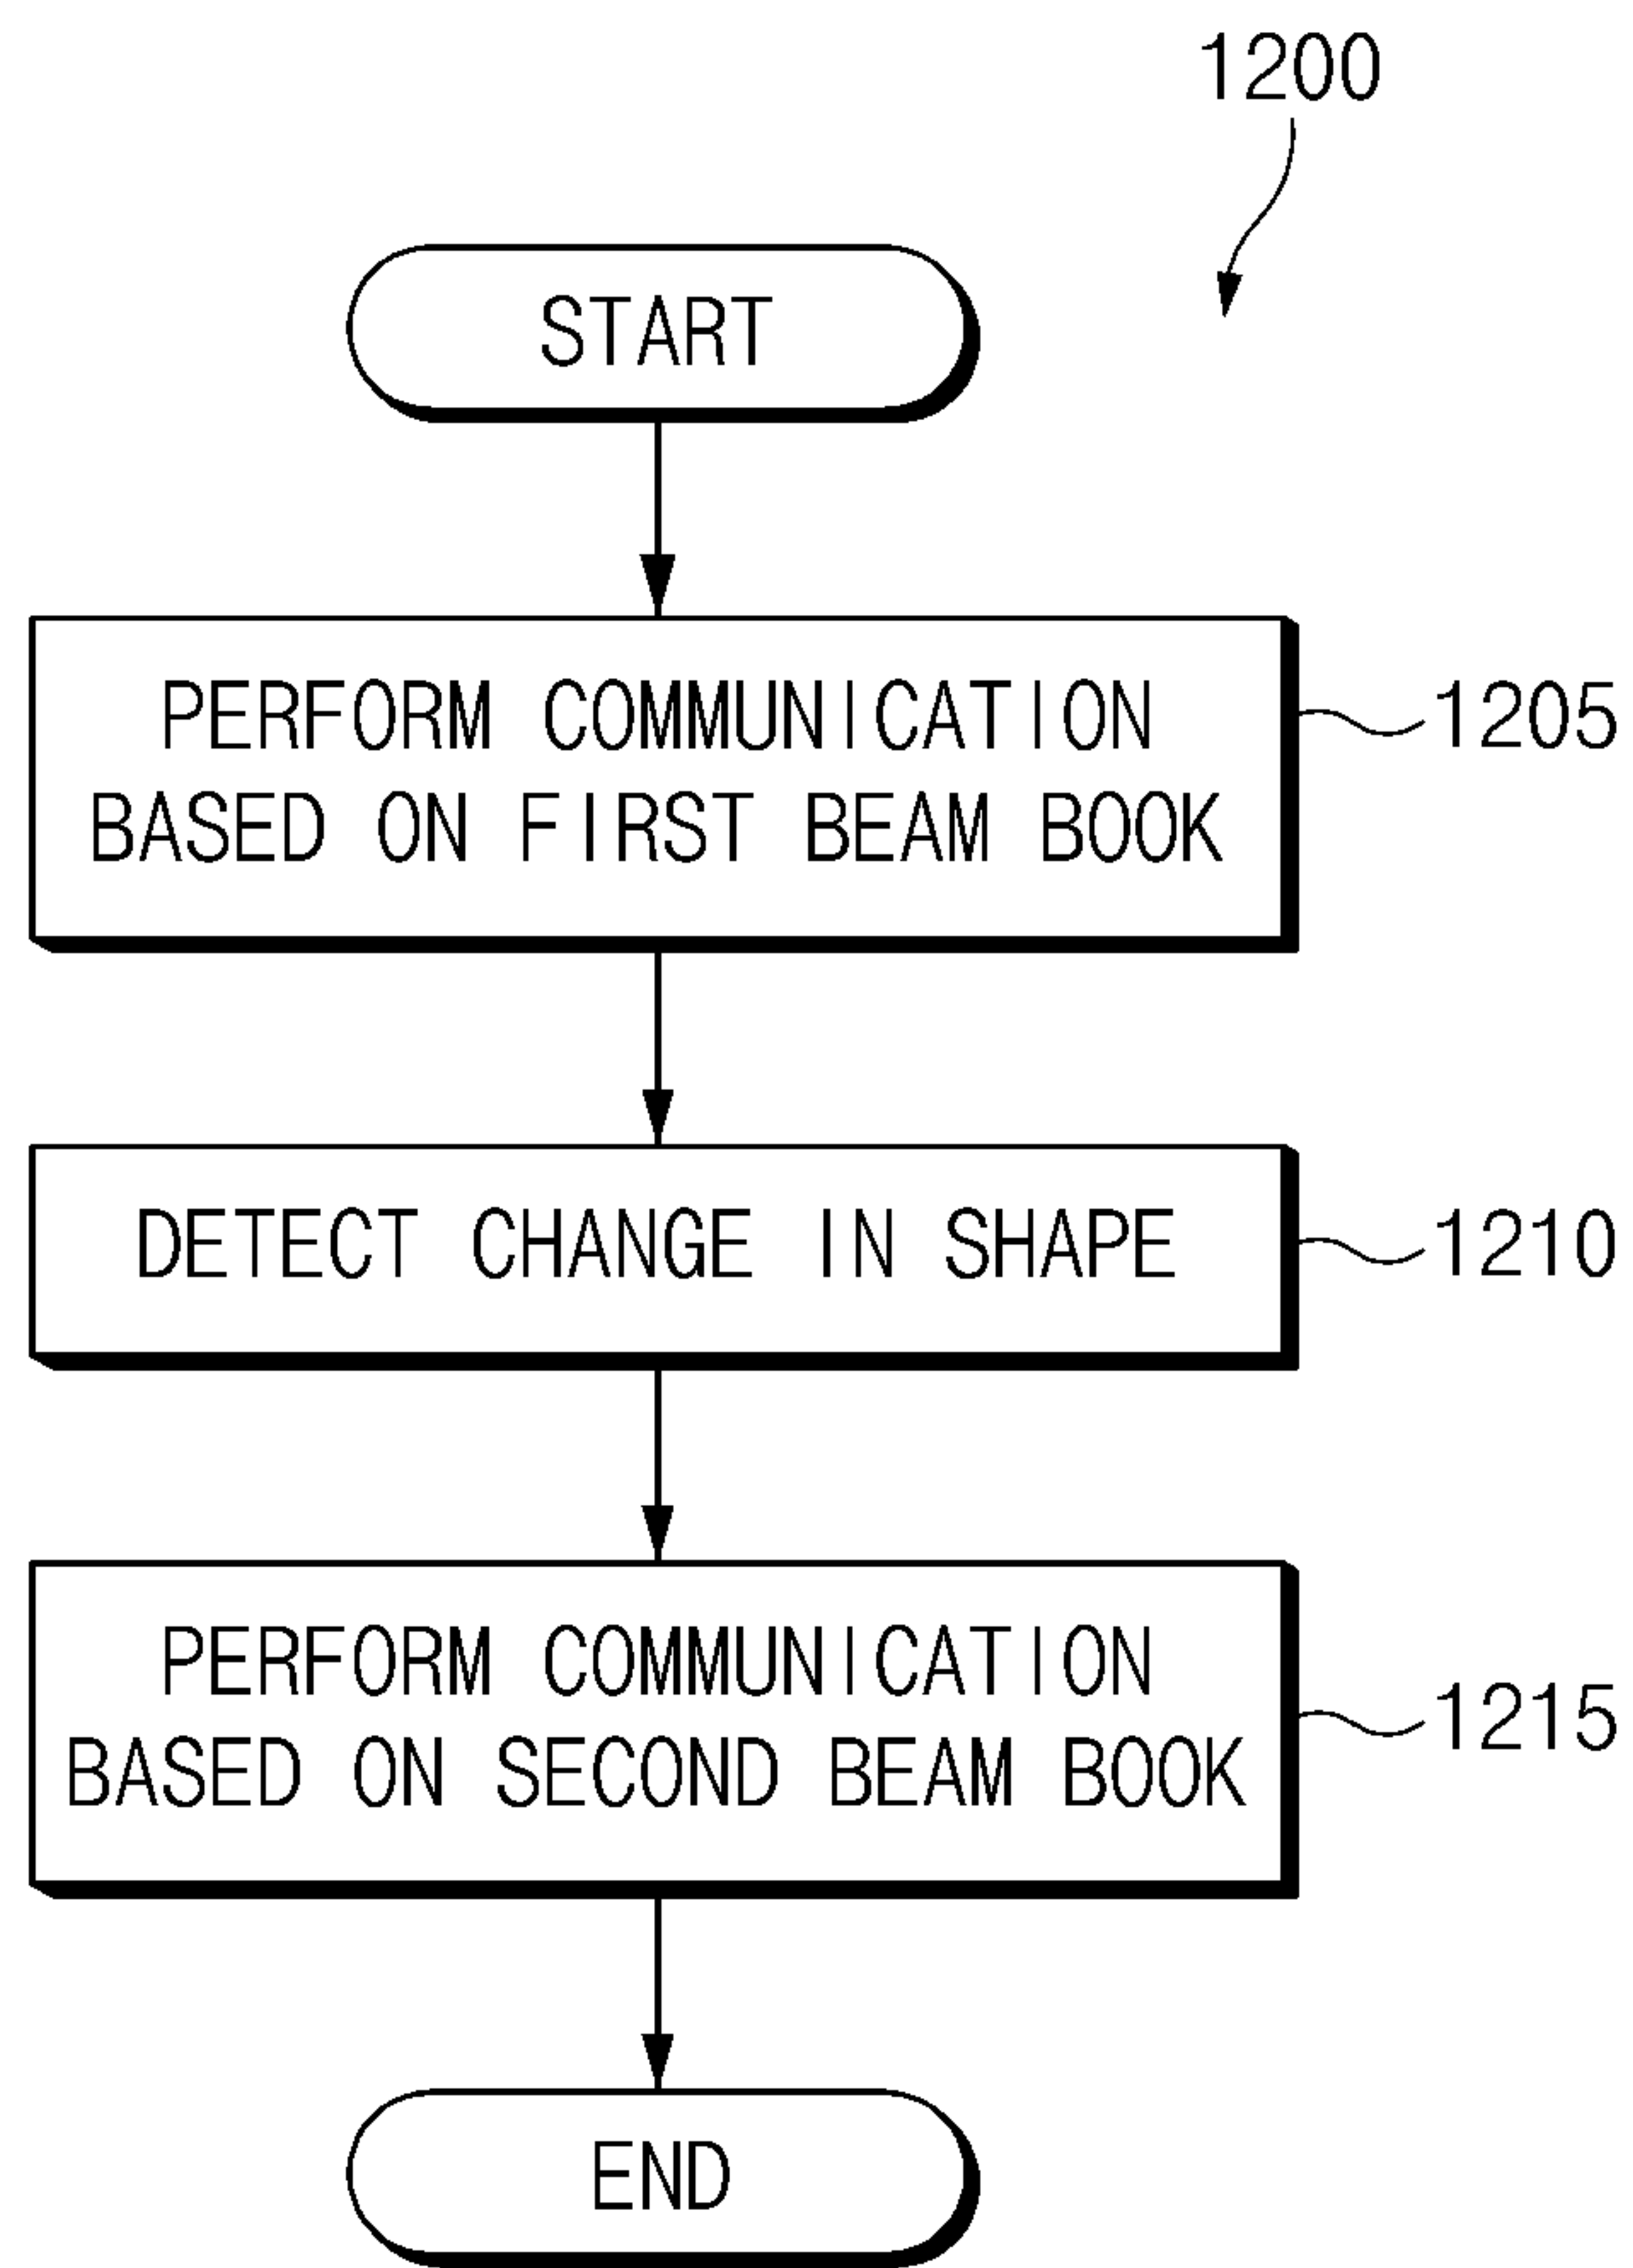 1200
START
PERFORM COMMUNICATION
BASED ON FIRST BEAM BOOK
1205
DETECT CHANGE IN SHAPE
1210
PERFORM COMMUNICATION
BASED ON SECOND BEAM BOOK
1215
END